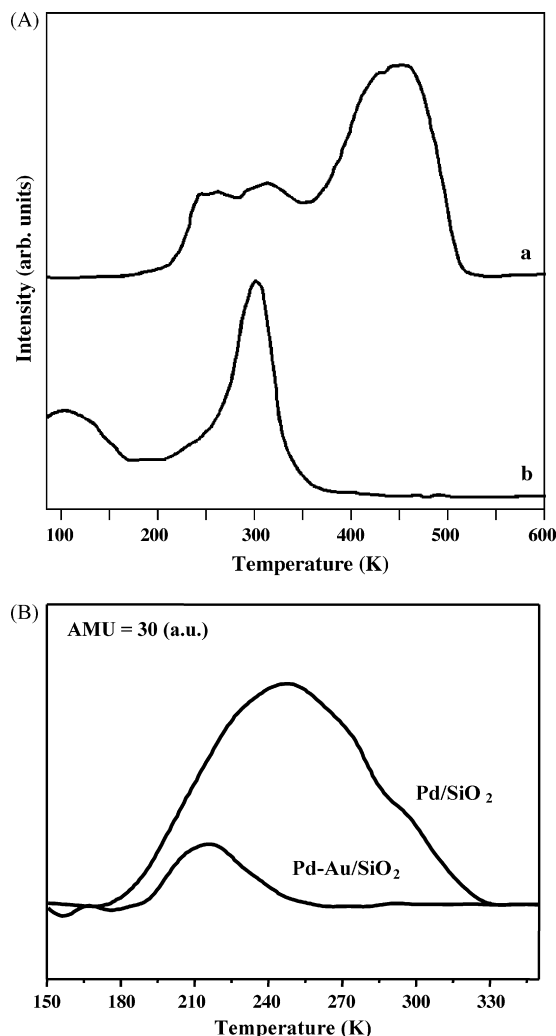 (A)
Intensity (arb. units)
a
b
100 200 300 400 500 600
Temperature (K)
(B)
AMU = 30 (a.u.)
Pd/SiO₂
Pd-Au/SiO₂
150 180 210 240 270 300 330
Temperature (K)